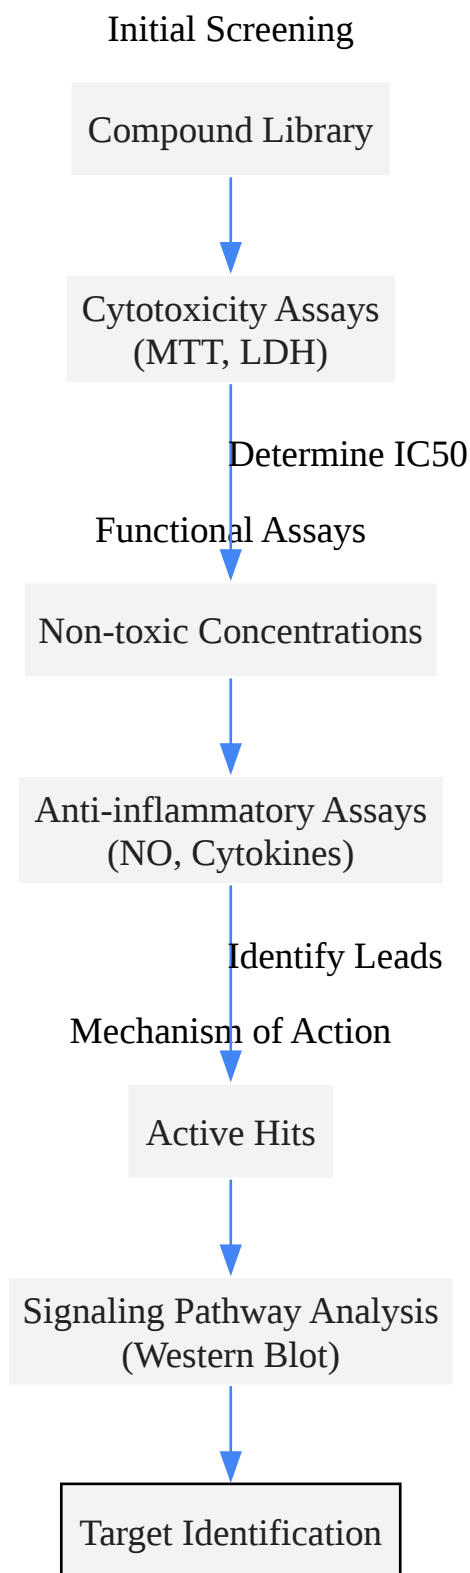 Initial Screening
Compound Library
Cytotoxicity Assays
(MTT, LDH)
Determine IC50
Functional Assays
Non-toxic Concentrations
Anti-inflammatory Assays
(NO, Cytokines)
Identify Leads
Mechanism of Action
Active Hits
Signaling Pathway Analysis
(Western Blot)
Target Identification